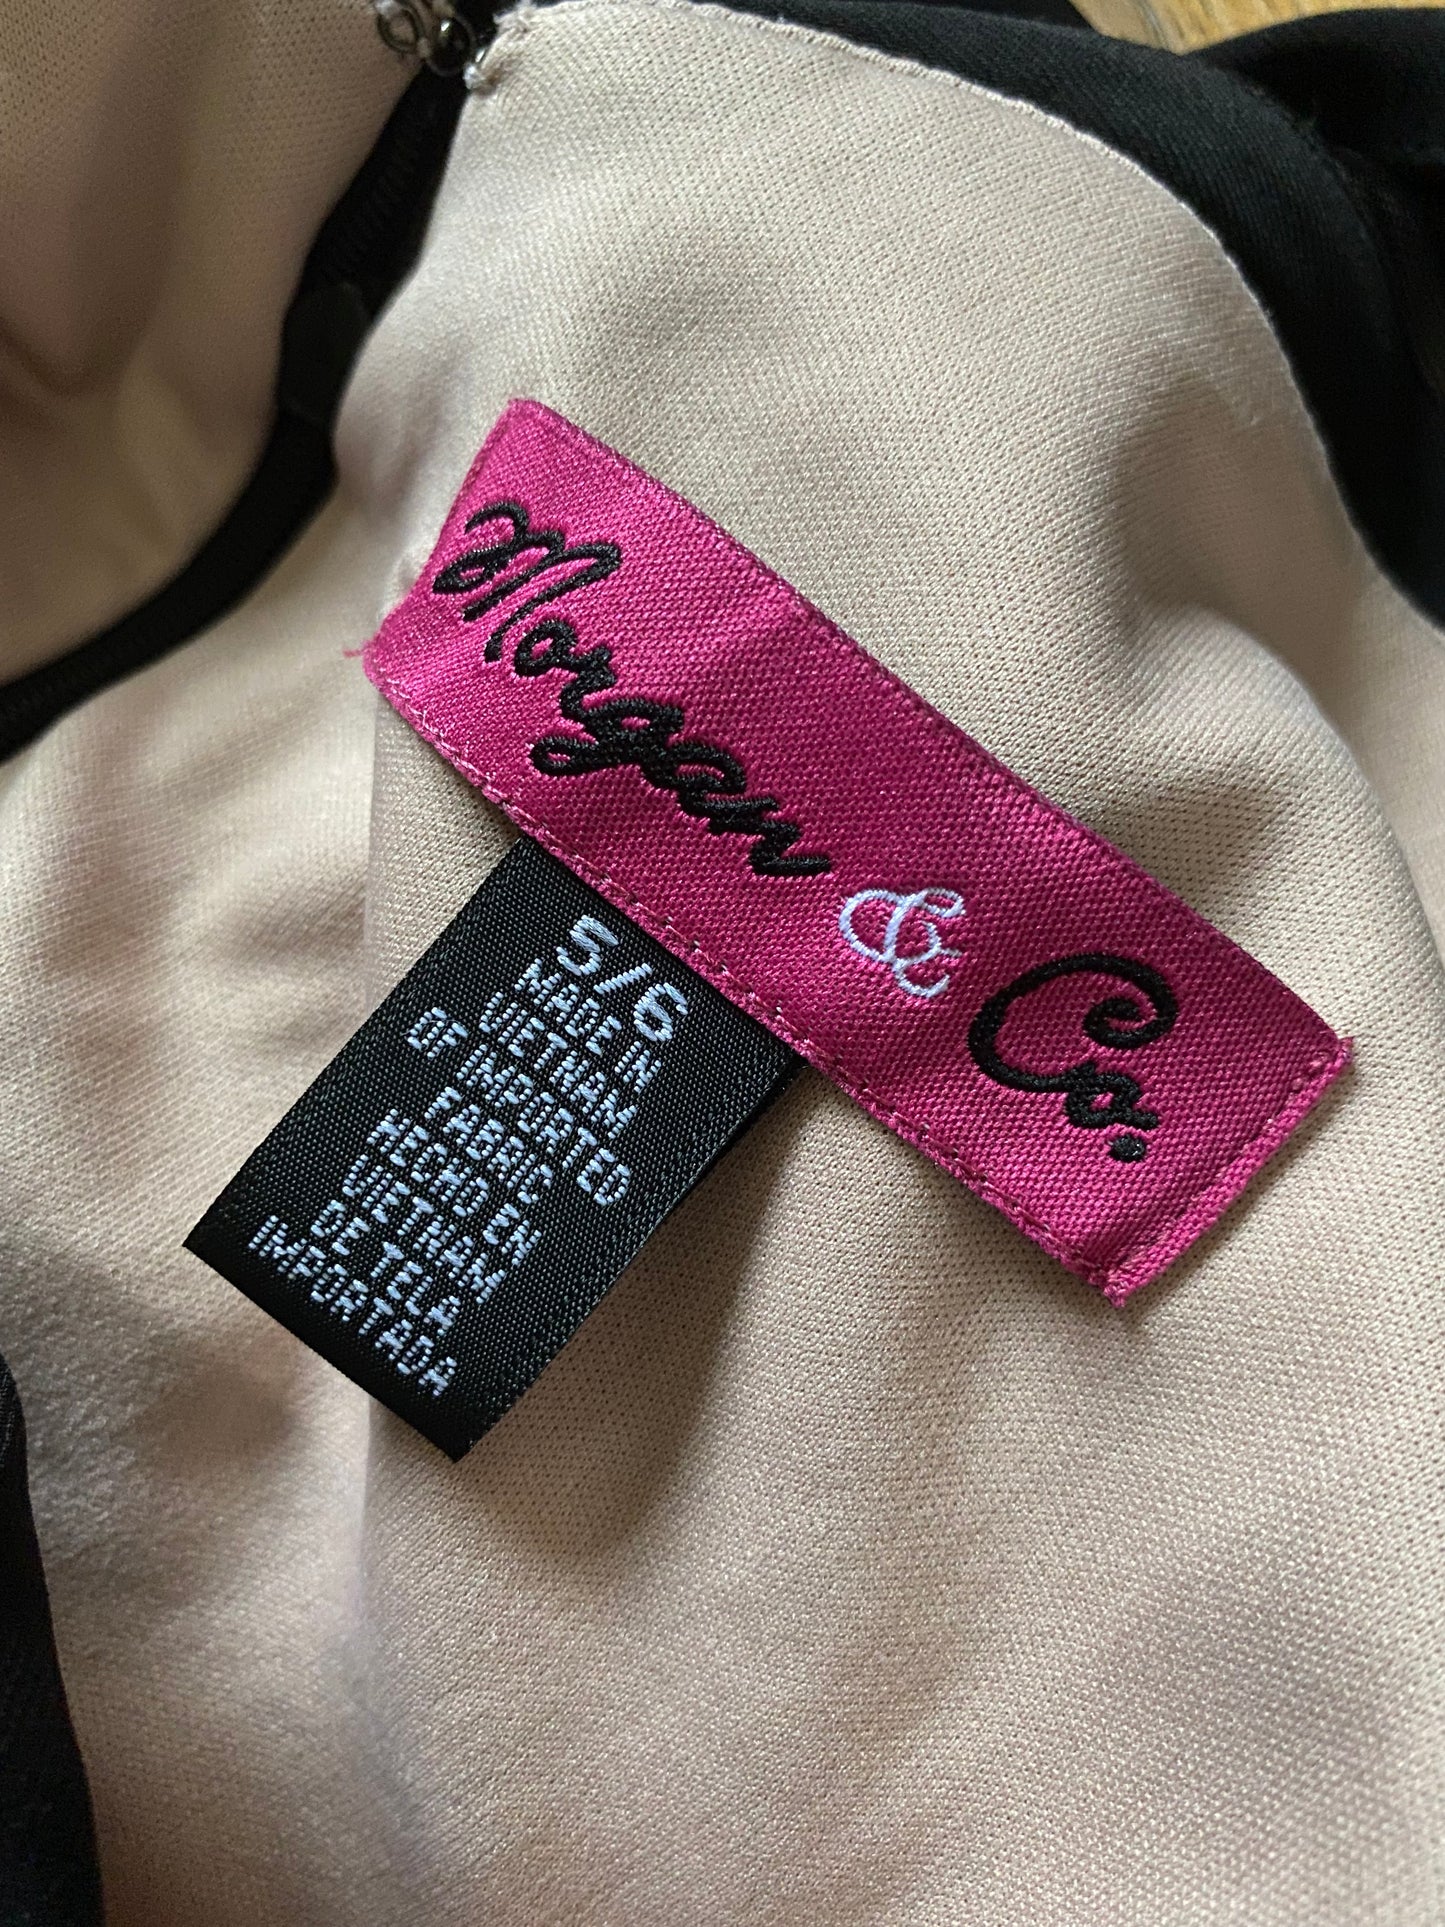 Morgan & Co.
5/6
MADE IN
VIETNAM
OF IMPORTED
FABRIC
HECHO EN
VIETNAM
DE TELA
IMPORTADA